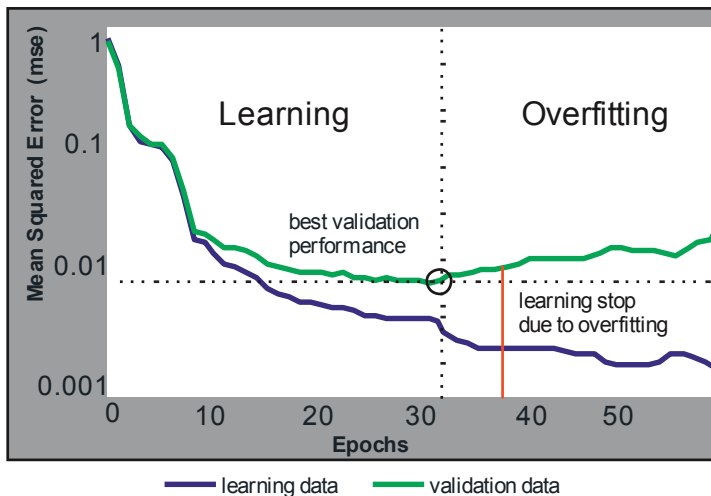 Mean Squared Error (mse)
1
0.1
0.01
0.001
Learning
Overfitting
best validation
performance
learning stop
due to overfitting
0 10 20 30 40 50
Epochs
learning data validation data